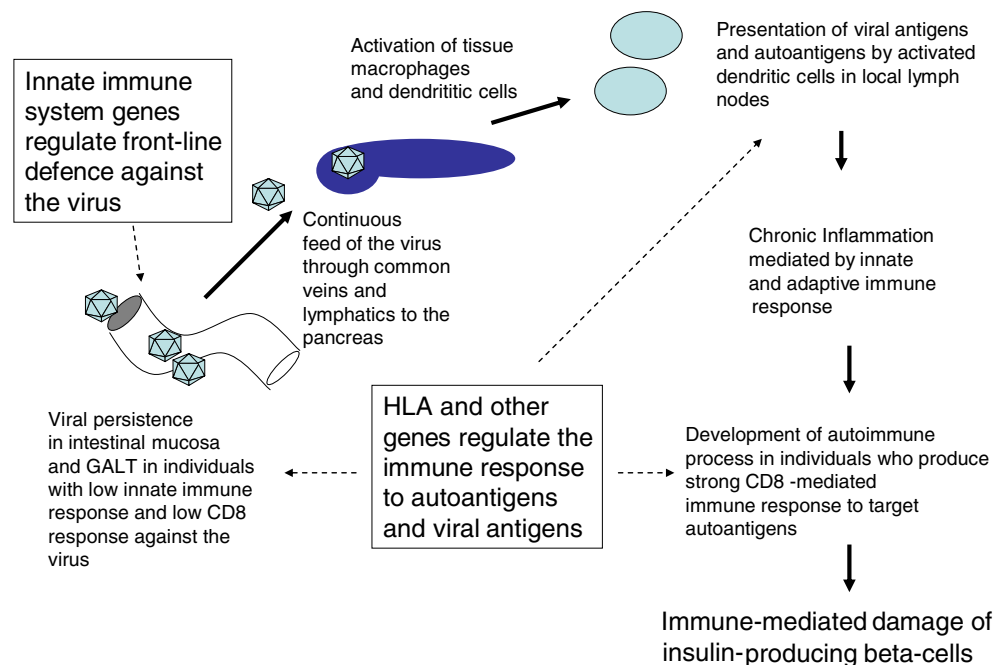 Innate immune
system genes
regulate front-line
defence against
the virus
Activation of tissue
macrophages
and dendrititic cells
Presentation of viral antigens
and autoantigens by activated
dendritic cells in local lymph
nodes
Continuous
feed of the virus
through common
veins and
lymphatics to the
pancreas
Chronic Inflammation
mediated by innate
and adaptive immune
response
Viral persistence
in intestinal mucosa
and GALT in individuals
with low innate immune
response and low CD8
response against the
virus
HLA and other
genes regulate the
immune response
to autoantigens
and viral antigens
Development of autoimmune
process in individuals who produce
strong CD8 -mediated
immune response to target
autoantigens
Immune-mediated damage of
insulin-producing beta-cells